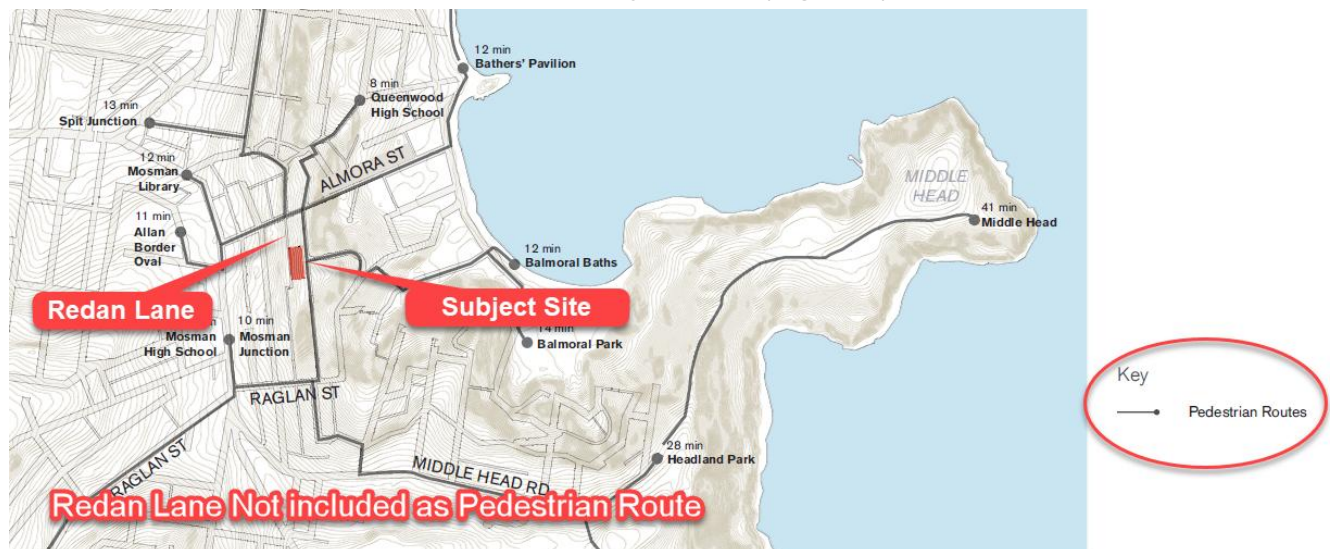 12 min
Bathers' Pavilion
8 min
Queenwood
High School
13 min
Spit Junction
ALMORA ST
12 min
Mosman
Library
MIDDLE
HEAD
41 min
Middle Head
11 min
Allan
Border
Oval
12 min
Balmoral Baths
Redan Lane
Subject Site
Mosman
High School
10 min
Mosman
Junction
14 min
Balmoral Park
Key
Pedestrian Routes
RAGLAN ST
RAGLAN ST
28 min
Headland Park
MIDDLE HEAD RD
Redan Lane Not included as Pedestrian Route